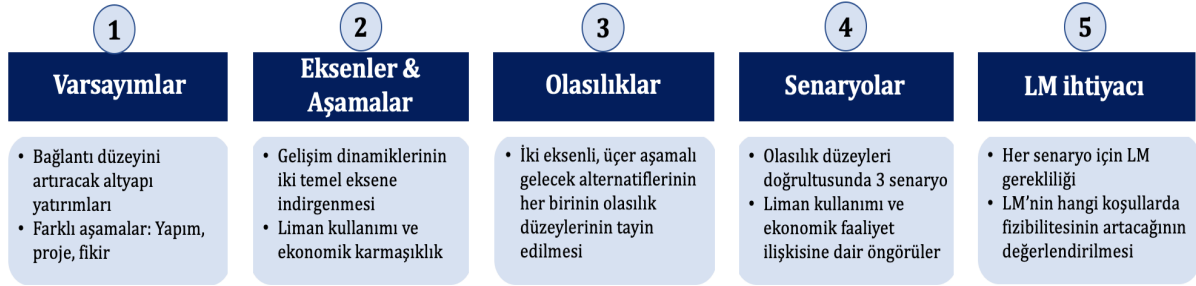 1
Varsayımlar
• Bağlantı düzeyini
artıracak altyapı
yatırımları
• Farklı aşamalar: Yapım,
proje, fikir
2
Eksenler &
Aşamalar
• Gelişim dinamiklerinin
iki temel eksene
indirgenmesi
• Liman kullanımı ve
ekonomik karmaşıklık
3
Olasılıklar
• İki eksenli, üçer aşamalı
gelecek alternatiflerinin
her birinin olasılık
düzeylerinin tayin
edilmesi
4
Senaryolar
• Olasılık düzeyleri
doğrultusunda 3 senaryo
• Liman kullanımı ve
ekonomik faaliyet
ilişkisine dair öngörüler
5
LM ihtiyacı
• Her senaryo için LM
gerekliliği
• LM’nin hangi koşullarda
fizibilitesinin artacağının
değerlendirilmesi